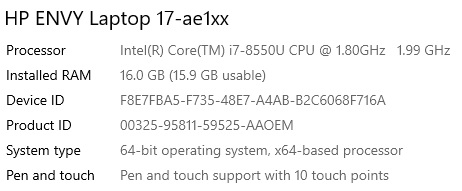 HP ENVY Laptop 17-ae1xx
Processor Intel(R) Core(TM) i7-8550U CPU @ 1.80GHz 1.99 GHz
Installed RAM 16.0 GB (15.9 GB usable)
Device ID F8E7FBA5-F735-48E7-A4AB-B2C6068F716A
Product ID 00325-95811-59525-AAOEM
System type 64-bit operating system, x64-based processor
Pen and touch Pen and touch support with 10 touch points